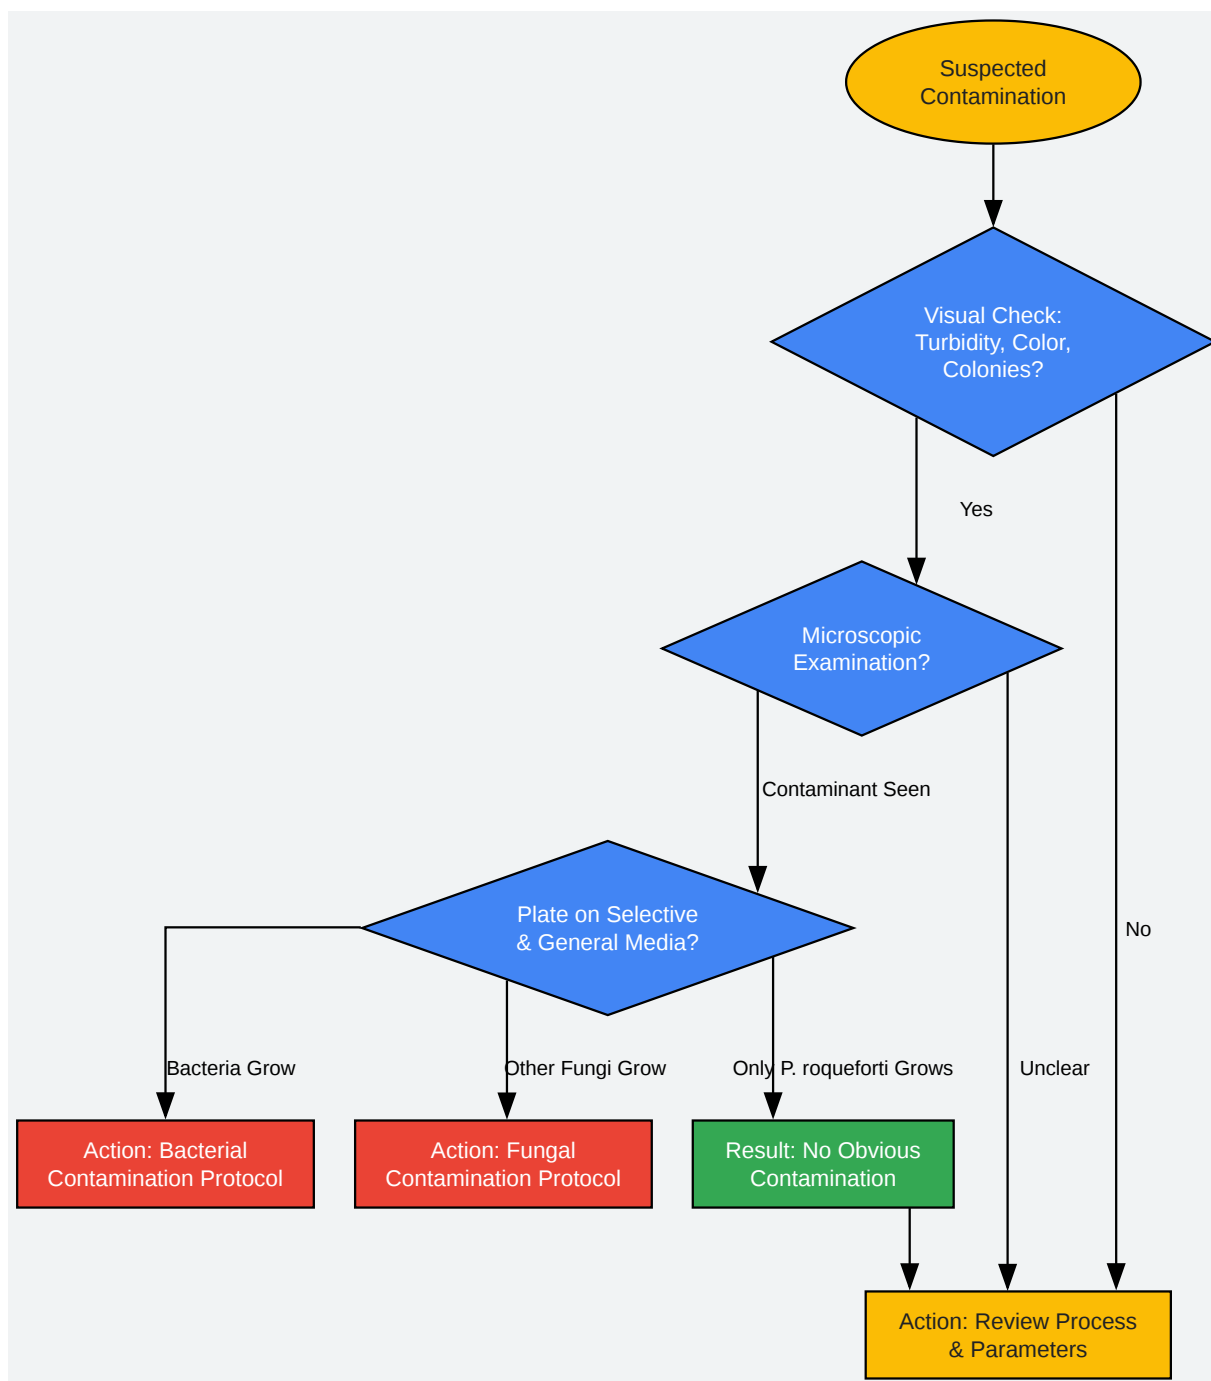 Suspected
Contamination
Visual Check:
Turbidity, Color,
Colonies?
Yes
Microscopic
Examination?
Contaminant Seen
Plate on Selective
& General Media?
No
Bacteria Grow
Other Fungi Grow
Only P. roqueforti Grows
Unclear
Action: Bacterial
Contamination Protocol
Action: Fungal
Contamination Protocol
Result: No Obvious
Contamination
Action: Review Process
& Parameters